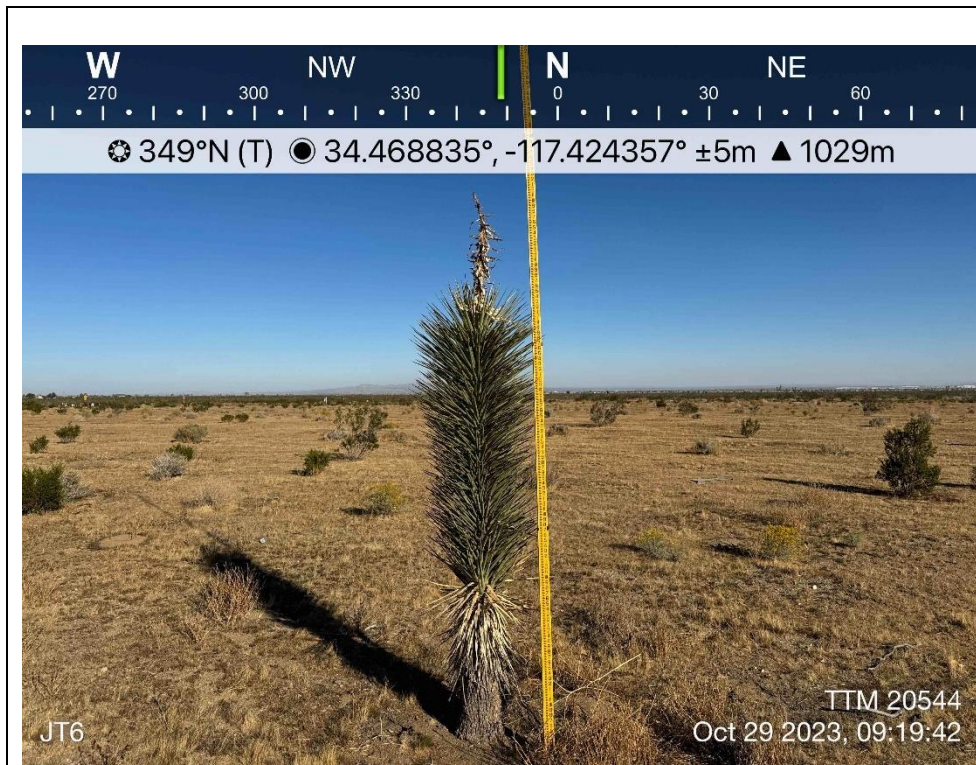 W NW N NE
270 300 330 0 30 60
349°N (T) 34.468835°, -117.424357° ±5m ▲ 1029m
TTM 20544
JT6 Oct 29 2023, 09:19:42